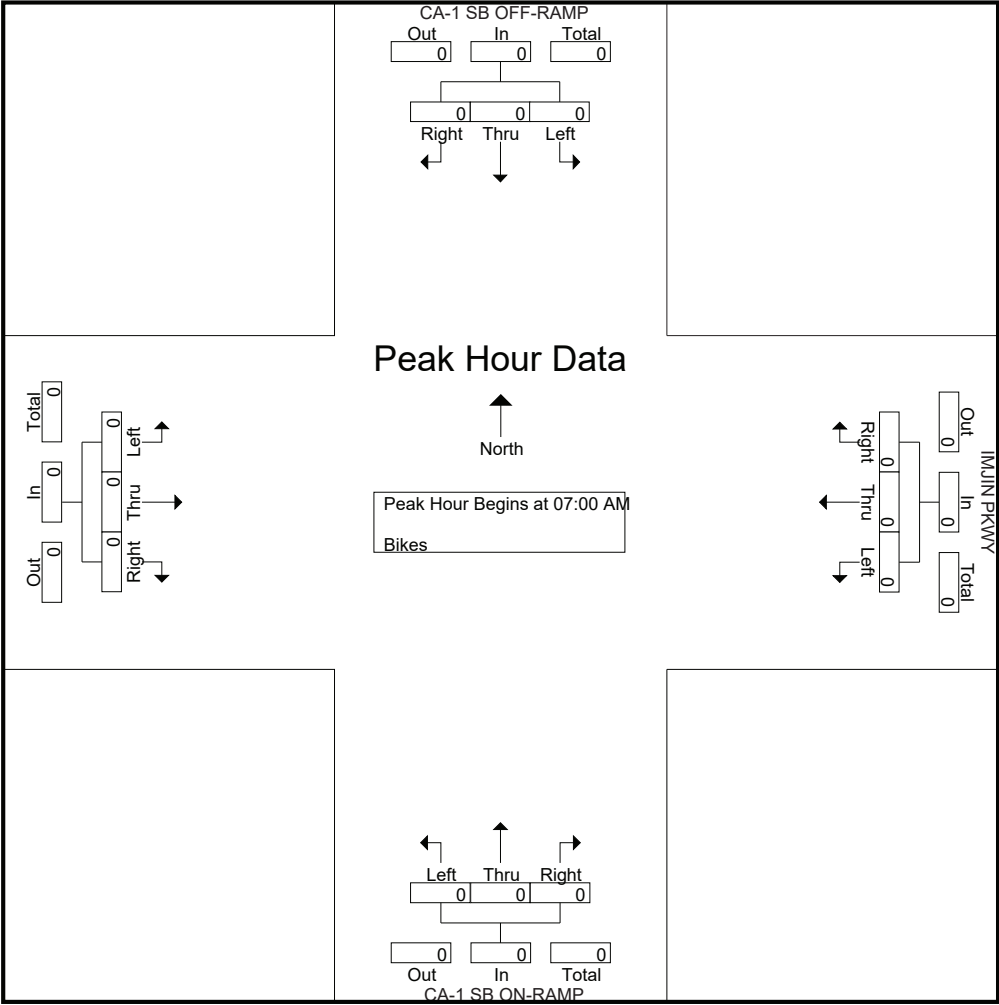 CA-1 SB OFF-RAMP
Out In Total
0 0 0
0 0 0
Right Thru Left
Peak Hour Data
North
Peak Hour Begins at 07:00 AM
Bikes
Total In Out
0 0 0
0 0 0
Left Thru Right
Right Thru Left
0 0 0
0 0 0
Out In Total
IMJIN PKWY
Left Thru Right
0 0 0
0 0 0
Out In Total
CA-1 SB ON-RAMP